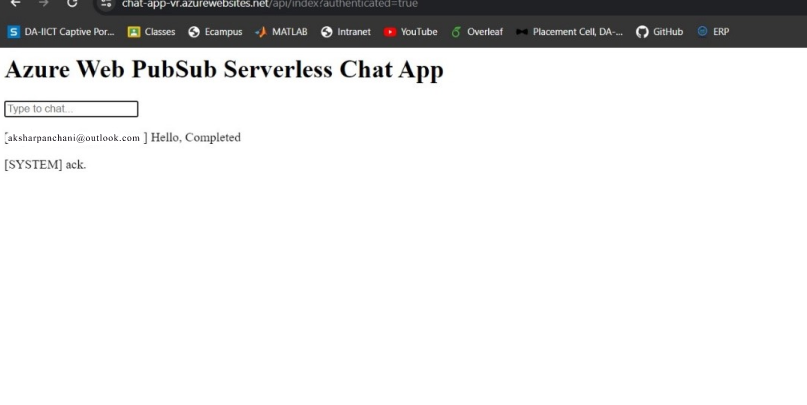 chat-app-vr.azurewebsites.net/api/index?authenticated=true
DA-IICT Captive Por... Classes Ecampus MATLAB Intranet YouTube Overleaf Placement Cell, DA-... GitHub ERP
Azure Web PubSub Serverless Chat App
Type to chat...
[aksharpanchani@outlook.com ] Hello, Completed
[SYSTEM] ack.